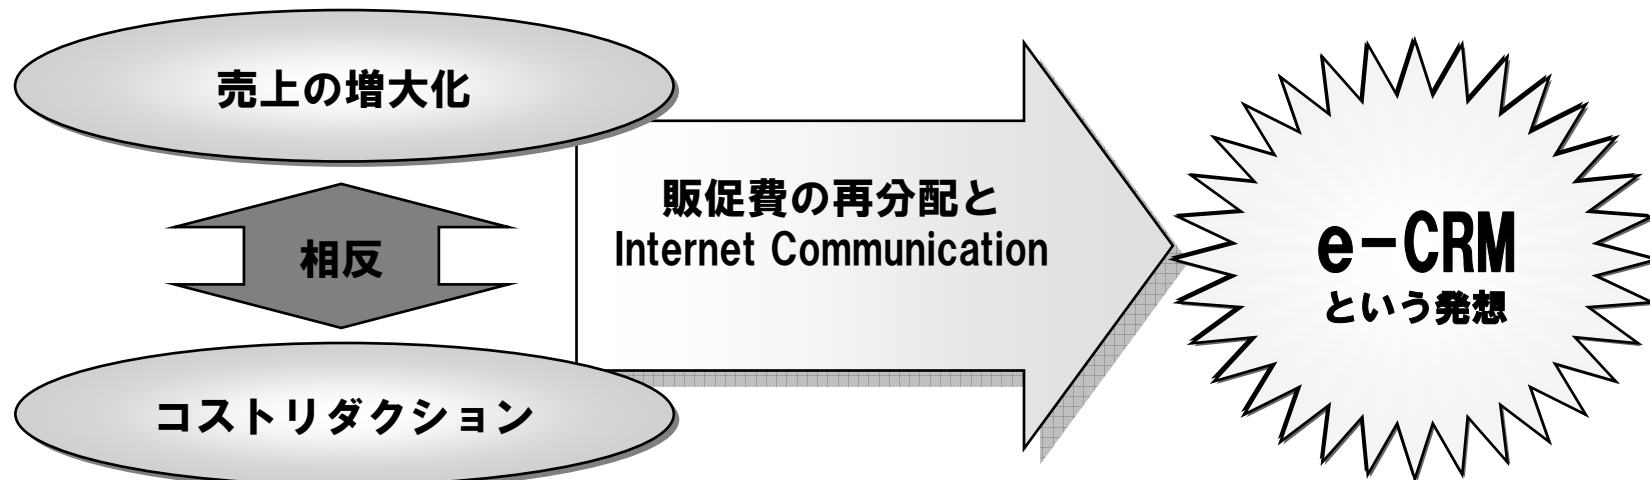 売上の増大化
相反
コストリダクション
販促費の再分配と
Internet Communication
e－CRM
という発想